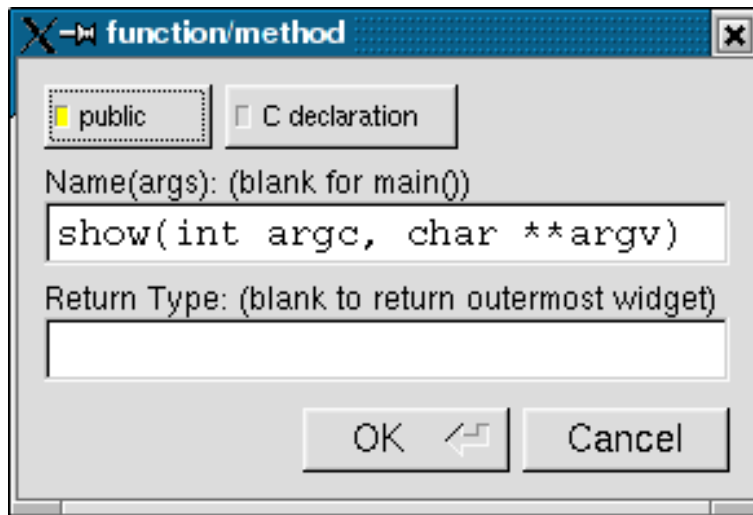 function/method
public
C declaration
Name(args): (blank for main())
show(int argc, char **argv)
Return Type: (blank to return outermost widget)
OK
Cancel